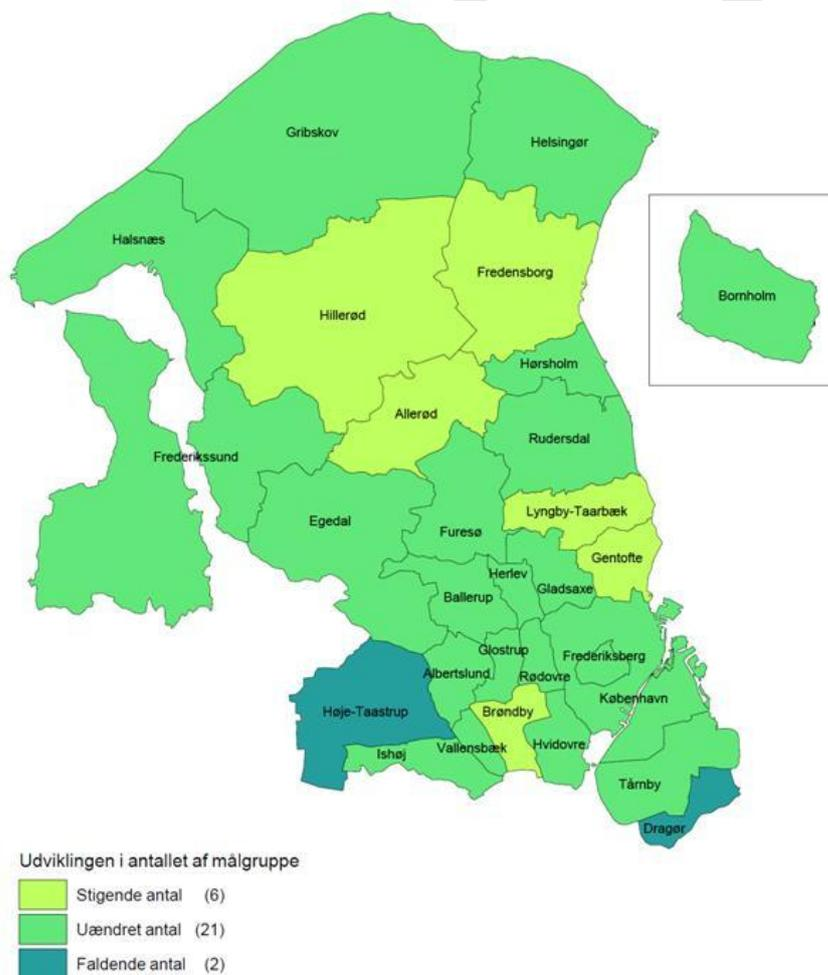 Gribskov
Helsingør
Halsnæs
Fredensborg
Bornholm
Hillerød
Hørsholm
Allerød
Rudersdal
Frederikssund
Lyngby-Taarbæk
Egedal
Furesø
Gentofte
Herlev
Gladsaxe
Ballerup
Glostrup
Frederiksberg
Albertslund
Rødovre
København
Høje-Taastrup
Brøndby
Hvidovre
Vallensbæk
Ishøj
Tårnby
Dragør
Udviklingen i antallet af målgruppe
Stigende antal (6)
Uændret antal (21)
Faldende antal (2)